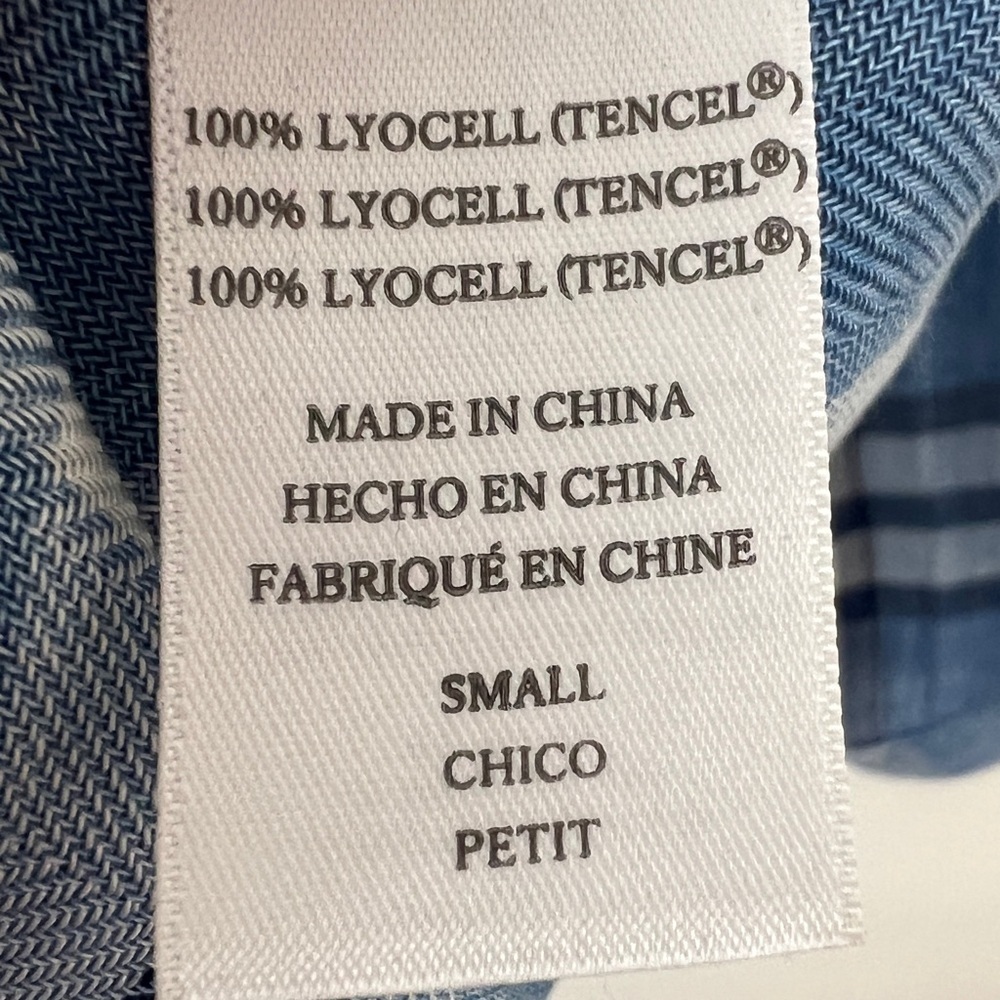 100% LYOCELL (TENCEL®)
100% LYOCELL (TENCEL®)
100% LYOCELL (TENCEL®)
MADE IN CHINA
HECHO EN CHINA
FABRIQUÉ EN CHINE
SMALL
CHICO
PETIT